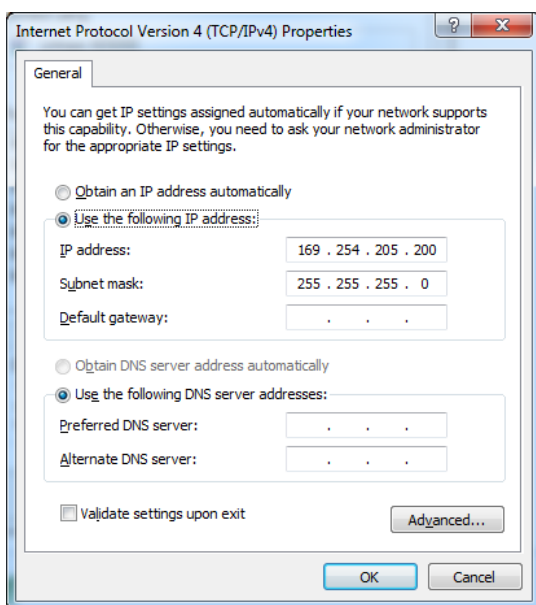 Internet Protocol Version 4 (TCP/IPv4) Properties
General
You can get IP settings assigned automatically if your network supports
this capability. Otherwise, you need to ask your network administrator
for the appropriate IP settings.
Obtain an IP address automatically
Use the following IP address:
IP address: 169 . 254 . 205 . 200
Subnet mask: 255 . 255 . 255 . 0
Default gateway: . . .
Obtain DNS server address automatically
Use the following DNS server addresses:
Preferred DNS server: . . .
Alternate DNS server: . . .
Validate settings upon exit
Advanced...
OK Cancel